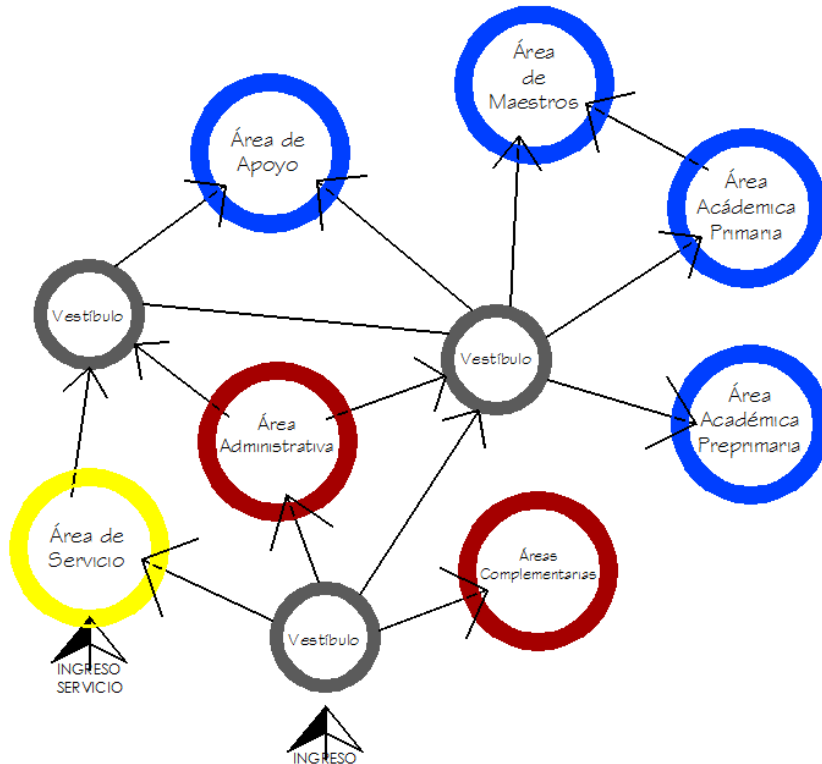 Área
de
Maestros
Área de
Apoyo
Área
Acádemica
Primaria
Vestíbulo
Vestíbulo
Área
Administrativa
Área
Académica
Preprimaria
Área de
Servicio
Áreas
Complementarias
Vestíbulo
INGRESO
SERVICIO
INGRESO